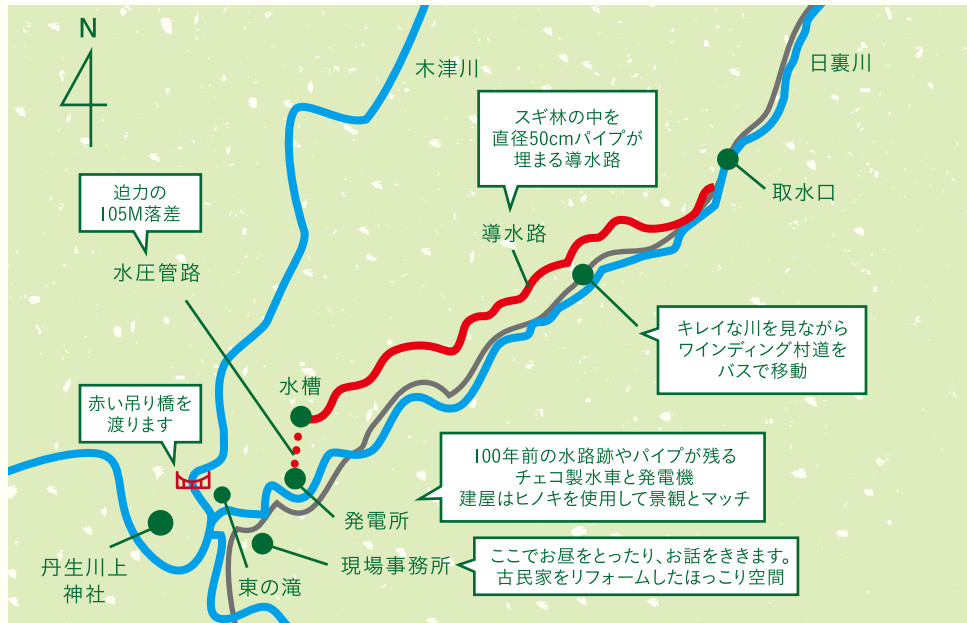 N
木津川
日裏川
スギ林の中を
直径50cmパイプが
埋まる導水路
取水口
迫力の
105M落差
導水路
水圧管路
キレイな川を見ながら
ワインディング村道を
バスで移動
水槽
赤い吊り橋を
渡ります
100年前の水路跡やパイプが残る
チェコ製水車と発電機
建屋はヒノキを使用して景観とマッチ
発電所
丹生川上
神社
東の滝
現場事務所
ここでお昼をとったり、お話をききます。
古民家をリフォームしたほっこり空間